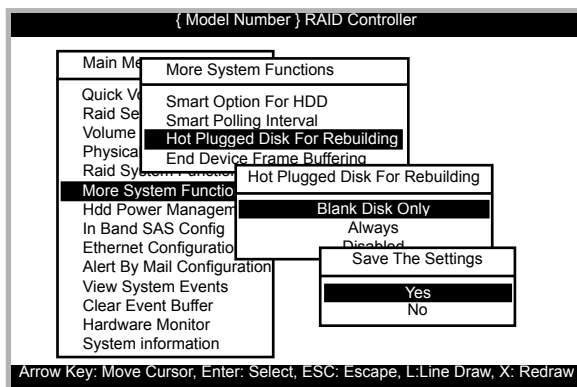 { Model Number } RAID Controller
Main Me
Quick Vo
Raid Se
Volume
Physica
Raid System Functio
More System Functio
Hdd Power Managem
In Band SAS Config
Ethernet Configuratio
Alert By Mail Configuration
View System Events
Clear Event Buffer
Hardware Monitor
System information
More System Functions
Smart Option For HDD
Smart Polling Interval
Hot Plugged Disk For Rebuilding
End Device Frame Buffering
Hot Plugged Disk For Rebuilding
Blank Disk Only
Always
Disabled
Save The Settings
Yes
No
Arrow Key: Move Cursor, Enter: Select, ESC: Escape, L:Line Draw, X: Redraw